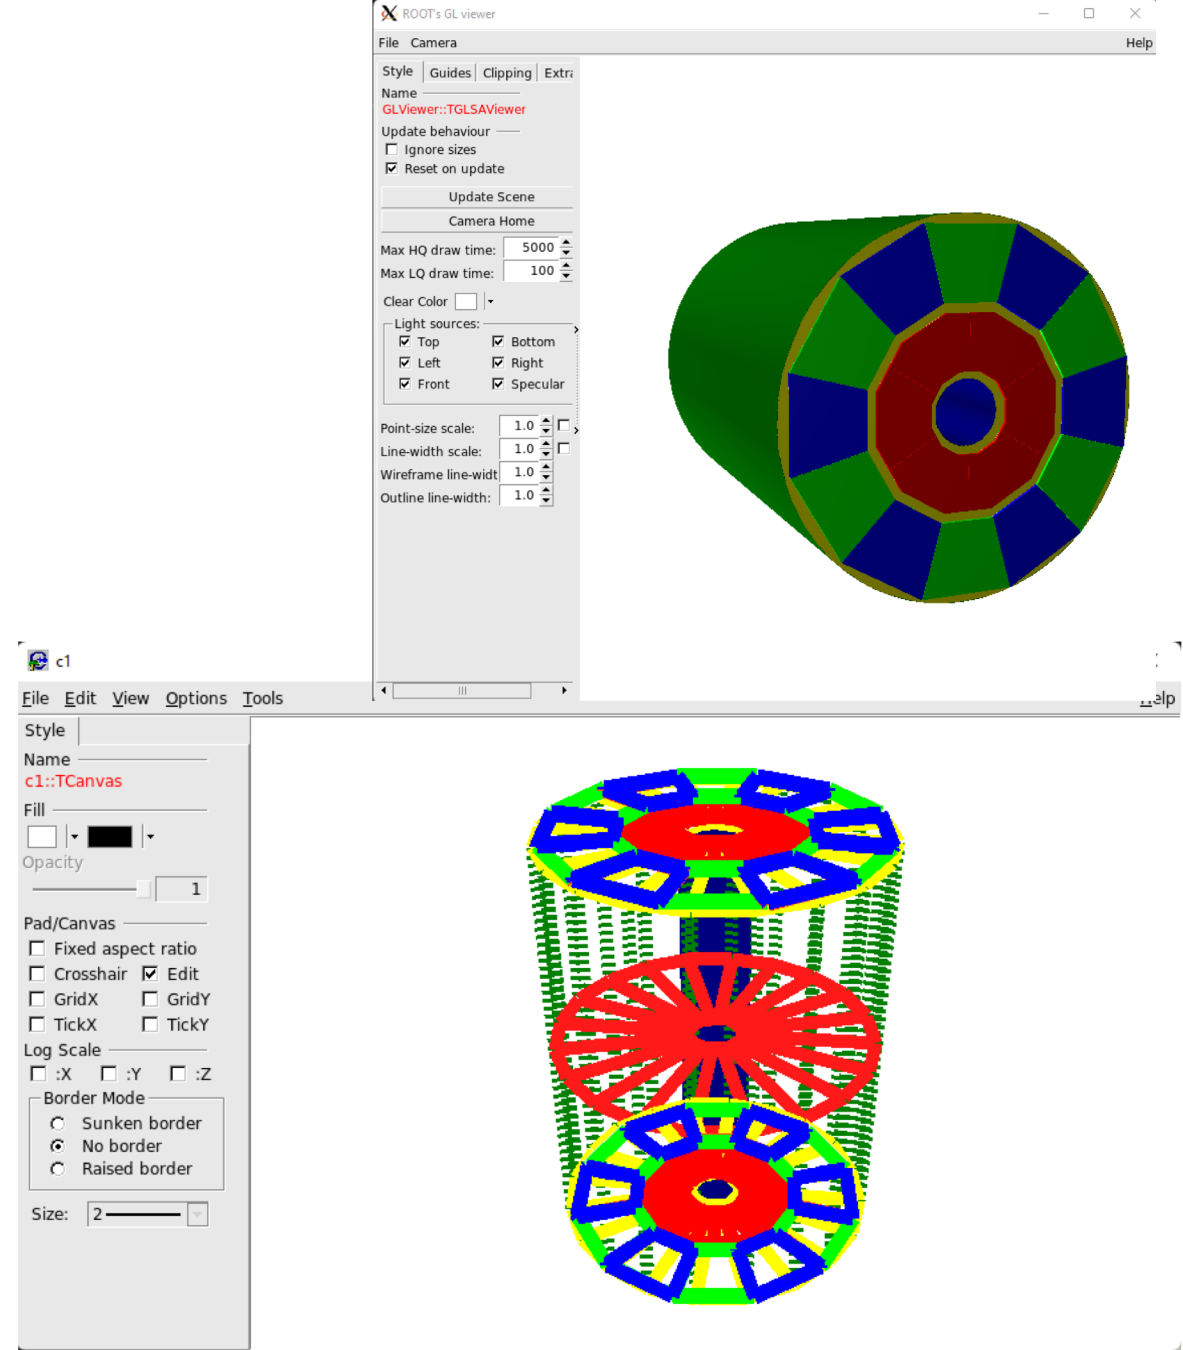 ROOT's GL viewer
File Camera Help
Style Guides Clipping Extra
Name
GLViewer::TGLSAViewer
Update behaviour
Ignore sizes
Reset on update
Update Scene
Camera Home
Max HQ draw time: 5000
Max LQ draw time: 100
Clear Color
Light sources:
Top Bottom
Left Right
Front Specular
Point-size scale: 1.0
Line-width scale: 1.0
Wireframe line-widt 1.0
Outline line-width: 1.0
c1
File Edit View Options Tools Help
Style
Name
c1::TCanvas
Fill
Opacity
1
Pad/Canvas
Fixed aspect ratio
Crosshair Edit
GridX GridY
TickX TickY
Log Scale
:X :Y :Z
Border Mode
Sunken border
No border
Raised border
Size: 2